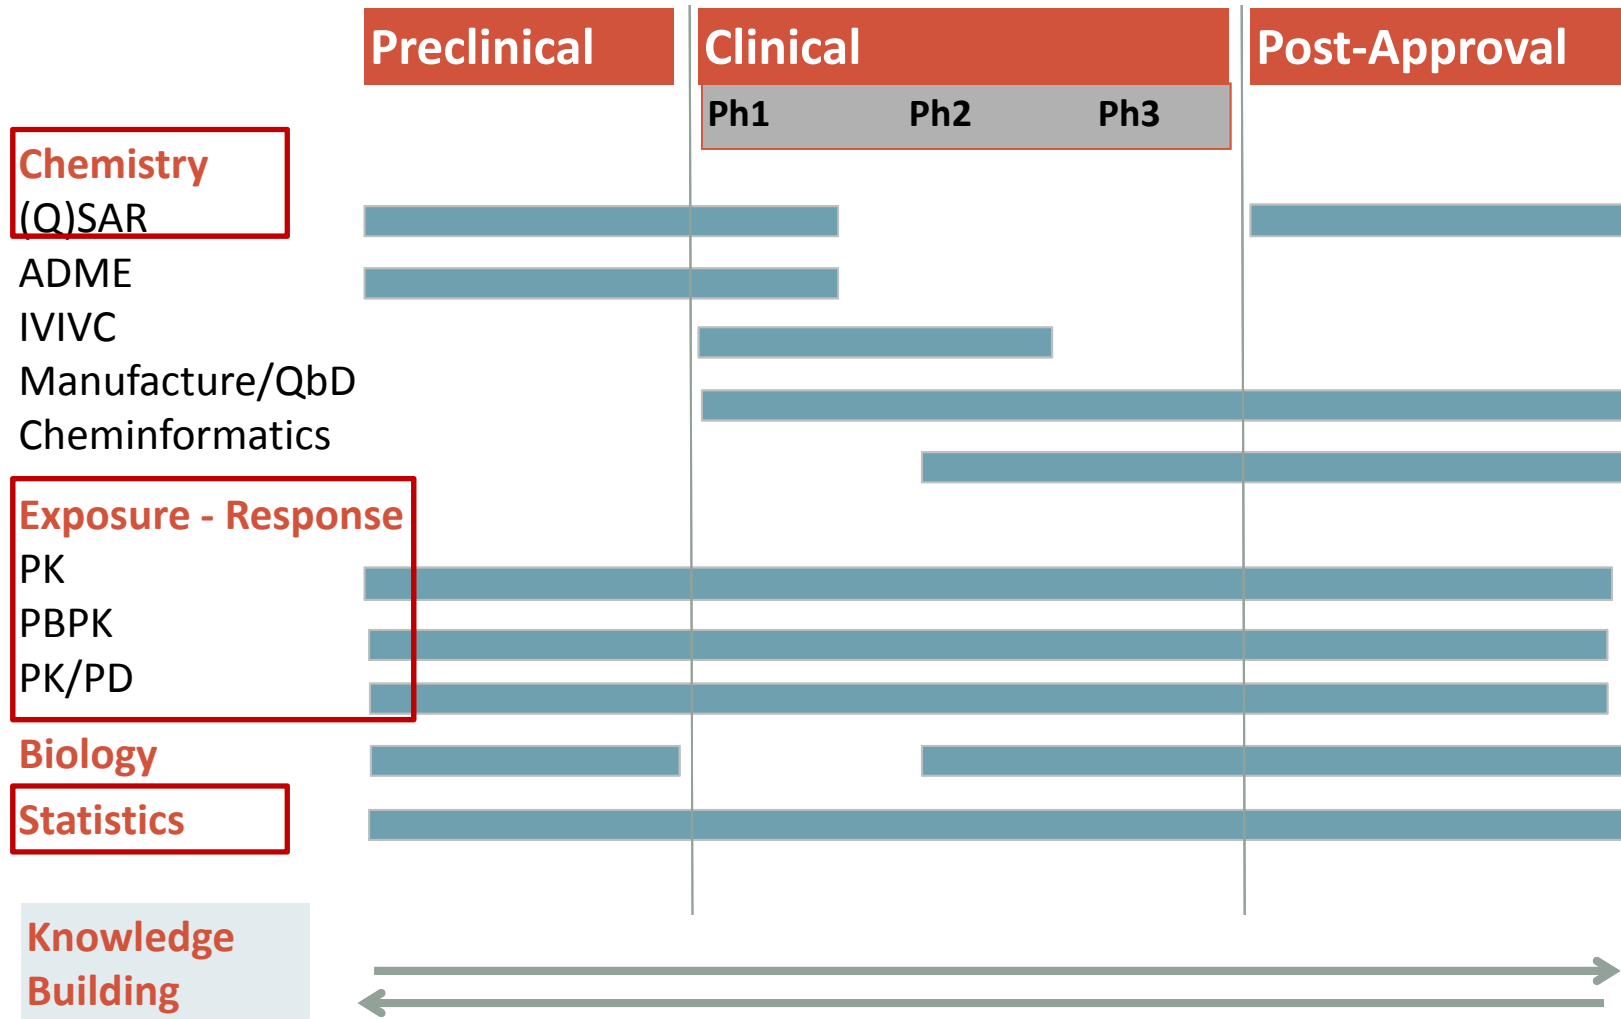 Preclinical
Clinical
Post-Approval
Ph1
Ph2
Ph3
Chemistry
(Q)SAR
ADME
IVIVC
Manufacture/QbD
Cheminformatics
Exposure - Response
PK
PBPK
PK/PD
Biology
Statistics
Knowledge
Building